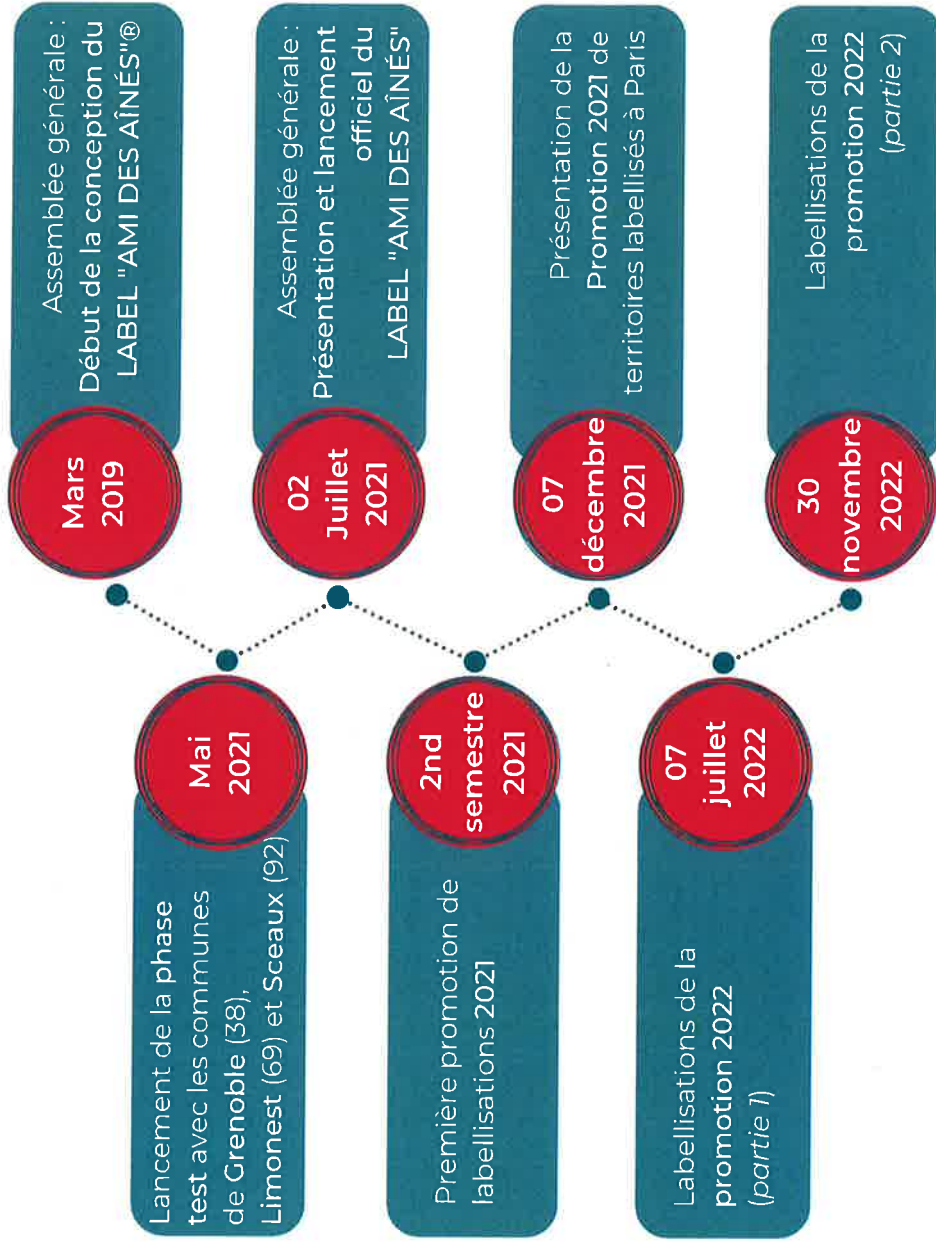 Mars
2019
Assemblée générale :
Début de la conception du
LABEL "AMI DES AÎNÉS"®
Lancement de la phase
test avec les communes
de Grenoble (38),
Limonest (69) et Sceaux (92)
Mai
2021
02
Juillet
2021
Assemblée générale :
Présentation et lancement
officiel du
LABEL "AMI DES AÎNÉS"
Première promotion de
labellisations 2021
2nd
semestre
2021
07
décembre
2021
Présentation de la
Promotion 2021 de
territoires labellisés à Paris
Labellisations de la
promotion 2022
(partie 1)
07
juillet
2022
30
novembre
2022
Labellisations de la
promotion 2022
(partie 2)